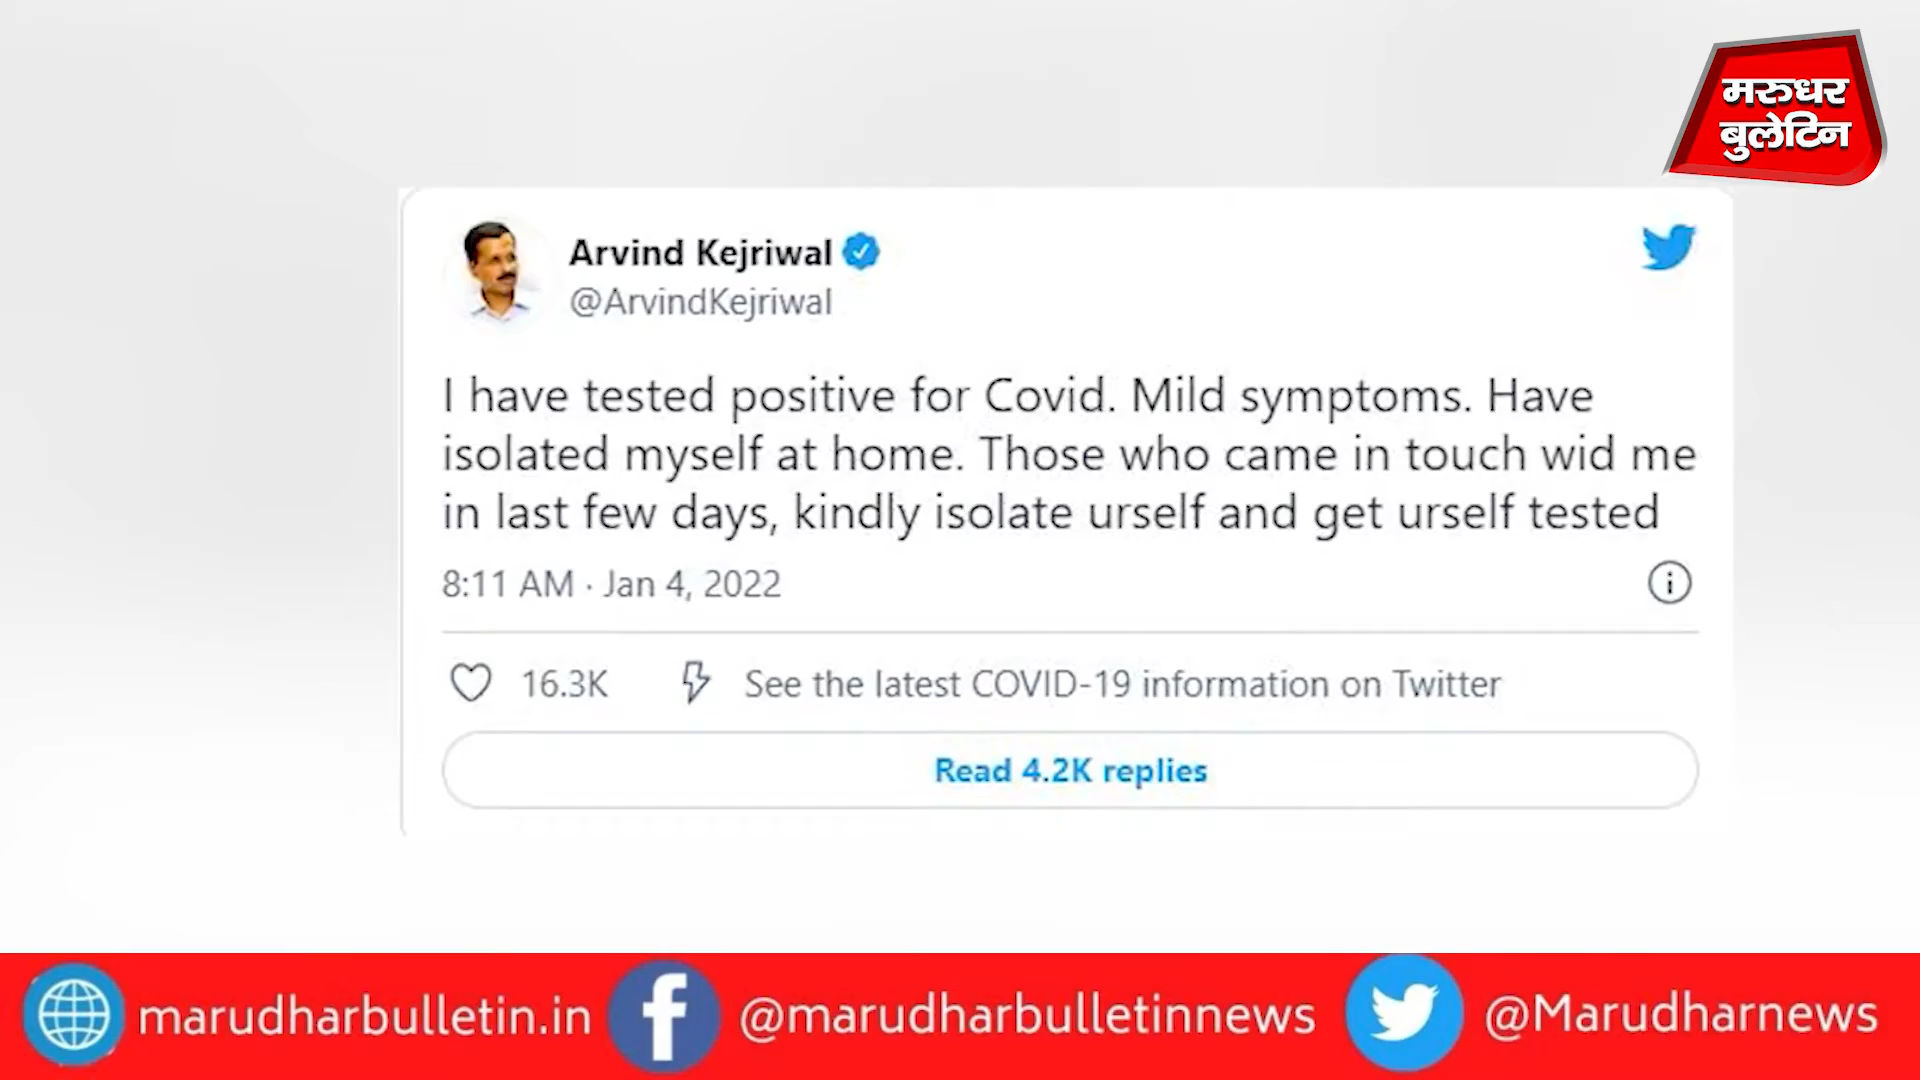 मरुधर
बुलेटिन
Arvind Kejriwal
@ArvindKejriwal
I have tested positive for Covid. Mild symptoms. Have
isolated myself at home. Those who came in touch wid me
in last few days, kindly isolate urself and get urself tested
8:11 AM · Jan 4, 2022
16.3K See the latest COVID-19 information on Twitter
Read 4.2K replies
marudharbulletin.in @marudharbulletinnews @Marudharnews